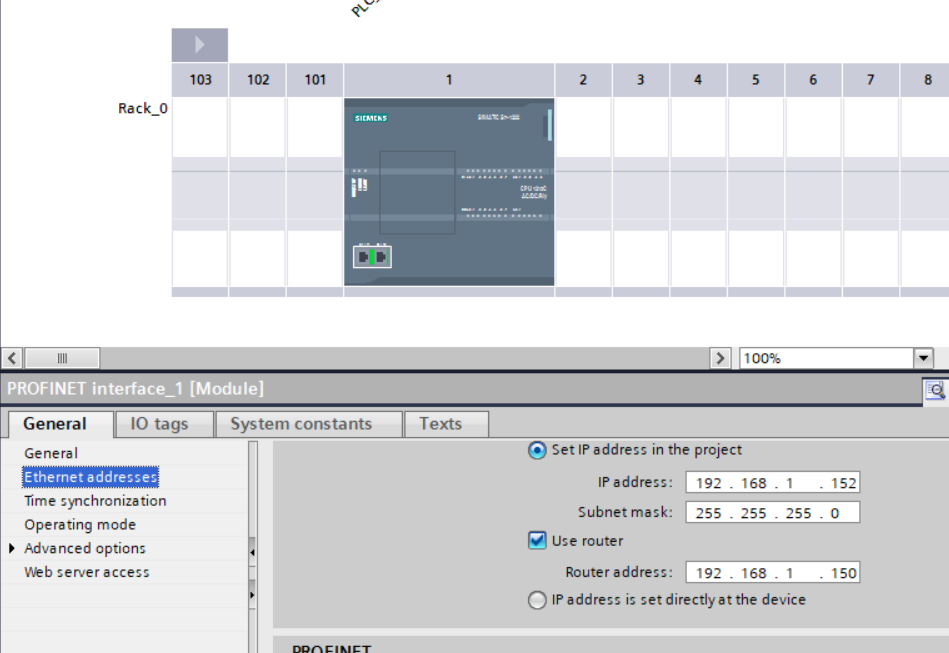 103 102 101 1 2 3 4 5 6 7 8
Rack_0
SIEMENS
100%
PROFINET interface_1 [Module]
General IO tags System constants Texts
General
Ethernet addresses
Time synchronization
Operating mode
Advanced options
Web server access
Set IP address in the project
IP address: 192 . 168 . 1 . 152
Subnet mask: 255 . 255 . 255 . 0
Use router
Router address: 192 . 168 . 1 . 150
IP address is set directly at the device
PROFINET